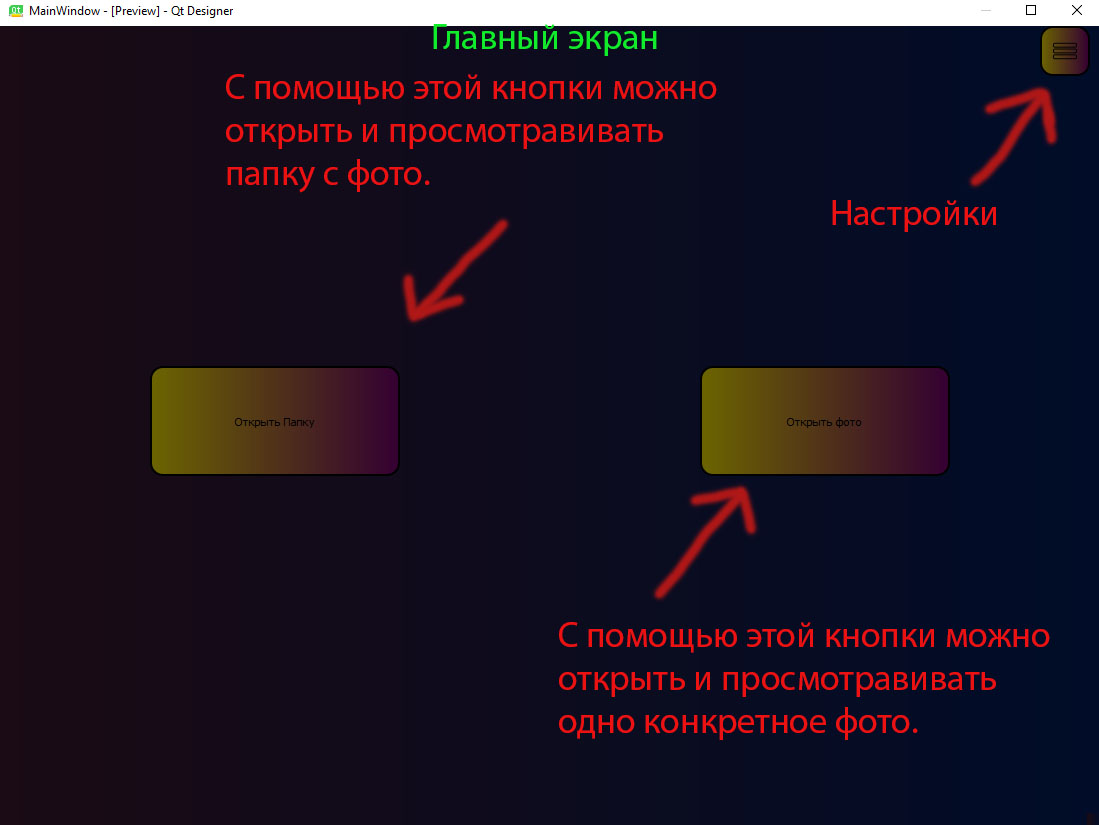 MainWindow - [Preview] - Qt Designer
Главный экран
С помощью этой кнопки можно
открыть и просмотравивать
папку с фото.
Настройки
Открыть Папку
Открыть фото
С помощью этой кнопки можно
открыть и просмотравивать
одно конкретное фото.